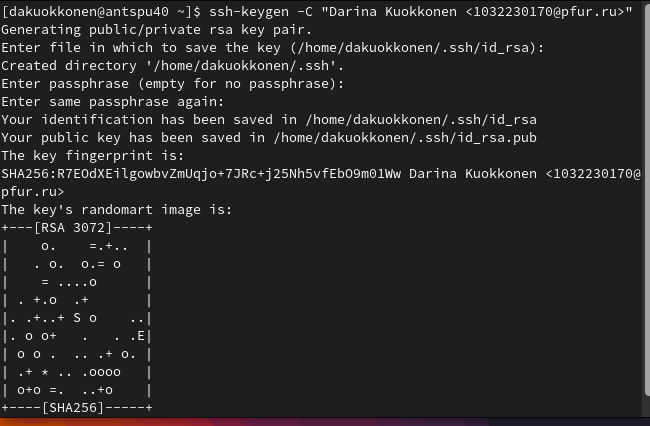 [dakuokkonen@antspu40 ~]$ ssh-keygen -C "Darina Kuokkonen <1032230170@pfur.ru>"
Generating public/private rsa key pair.
Enter file in which to save the key (/home/dakuokkonen/.ssh/id_rsa):
Created directory '/home/dakuokkonen/.ssh'.
Enter passphrase (empty for no passphrase):
Enter same passphrase again:
Your identification has been saved in /home/dakuokkonen/.ssh/id_rsa
Your public key has been saved in /home/dakuokkonen/.ssh/id_rsa.pub
The key fingerprint is:
SHA256:R7EOdXEilgowbvZmUqjo+7JRc+j25Nh5vfEbO9m01Ww Darina Kuokkonen <1032230170@
pfur.ru>
The key's randomart image is:
+---[RSA 3072]----+
|    o.    =.+..  |
|   . o.  o.= o   |
|    = ....o      |
| . +.o  .+       |
|. .+..+ S o    ..|
|. o o+   .   . .E|
| o o .  .. .+ o. |
| .+ * .. .oooo   |
| o+o =.  ..+o    |
+----[SHA256]-----+